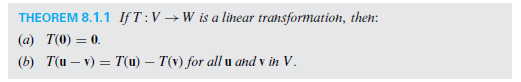 THEOREM 8.1.1 If T : V → W is a linear transformation, then:
(a) T(0) = 0.
(b) T(u − v) = T(u) − T(v) for all u and v in V.